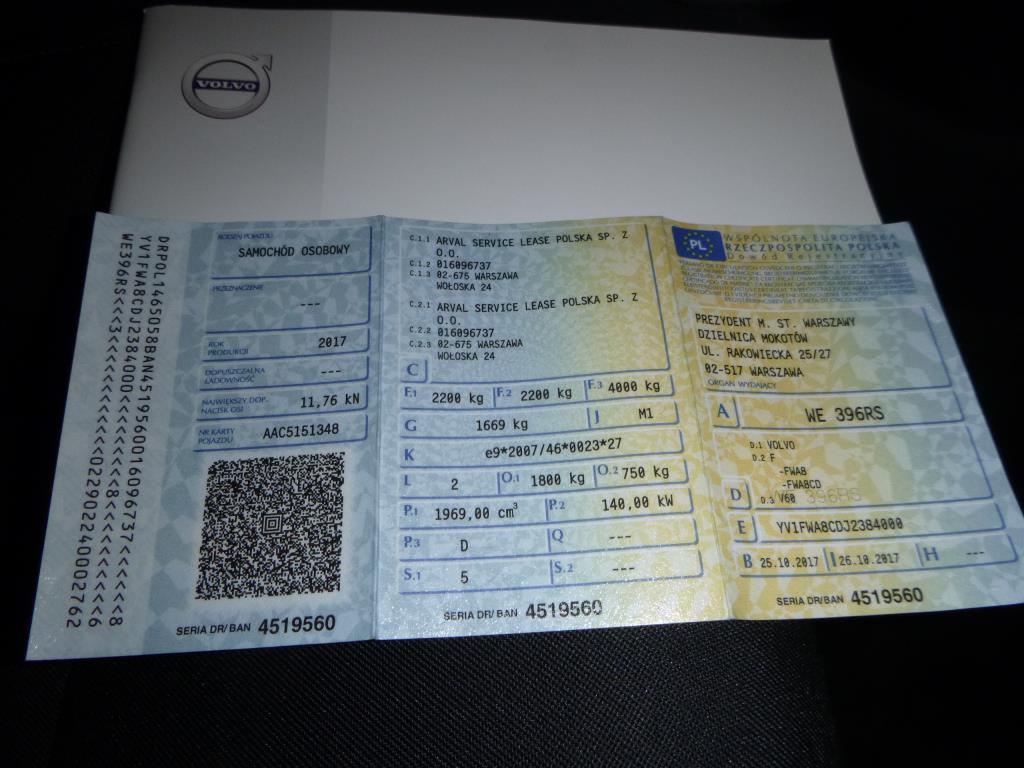 VOLVO
DRPOL1465058BAN4519560016096737<<<<<<8
YV1FWA8CDJ2384000<<<<<<<<<<<8<<<<<<6
WE396RS<<<3<<<<<<<<<<<0229022400002762
RODZAJ POJAZDU
SAMOCHÓD OSOBOWY
PRZEZNACZENIE
---
ROK PRODUKCJI 2017
DOPUSZCZALNA ŁADOWNOŚĆ ---
NAJWIĘKSZY DOP. NACISK OSI 11,76 kN
NR KARTY POJAZDU AAC5151348
SERIA DR/BAN 4519560
C.1.1 ARVAL SERVICE LEASE POLSKA SP. Z
O.O.
C.1.2 016096737
C.1.3 02-675 WARSZAWA
WOŁOSKA 24
C.2.1 ARVAL SERVICE LEASE POLSKA SP. Z
O.O.
C.2.2 016096737
C.2.3 02-675 WARSZAWA
WOŁOSKA 24
C
F.1 2200 kg F.2 2200 kg F.3 4000 kg
G 1669 kg J M1
K e9*2007/46*0023*27
L 2 O.1 1800 kg O.2 750 kg
P.1 1969,00 cm³ P.2 140,00 kW
P.3 D Q ---
S.1 5 S.2 ---
SERIA DR/BAN 4519560
PL
WSPÓLNOTA EUROPEJSKA
RZECZPOSPOLITA POLSKA
Dowód Rejestracyjny
PREZYDENT M. ST. WARSZAWY
DZIELNICA MOKOTÓW
UL. RAKOWIECKA 25/27
02-517 WARSZAWA
ORGAN WYDAJĄCY
A WE 396RS
D.1 VOLVO
D.2 F
-FWA8
-FWA8CD
D D.3 V60 396RS
E YV1FWA8CDJ2384000
B 25.10.2017 I 26.10.2017 H ---
SERIA DR/BAN 4519560